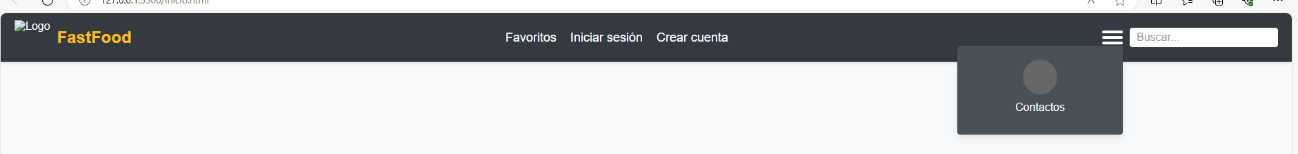 Logo
FastFood
Favoritos Iniciar sesión Crear cuenta
Buscar...
Contactos